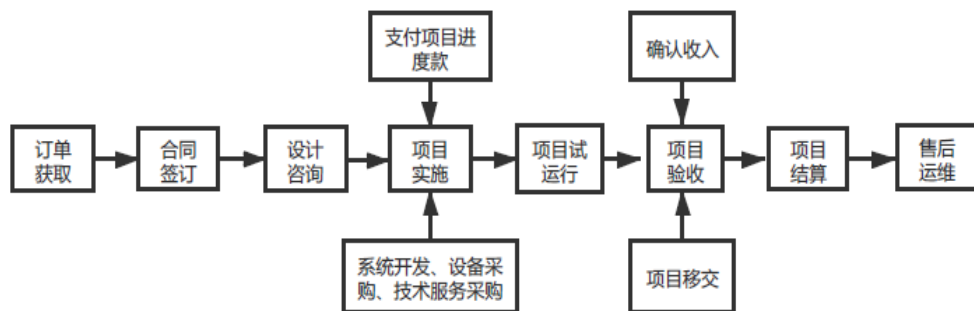 支付项目进
度款
确认收入
订单
获取
合同
签订
设计
咨询
项目
实施
项目试
运行
项目
验收
项目
结算
售后
运维
系统开发、设备采
购、技术服务采购
项目移交